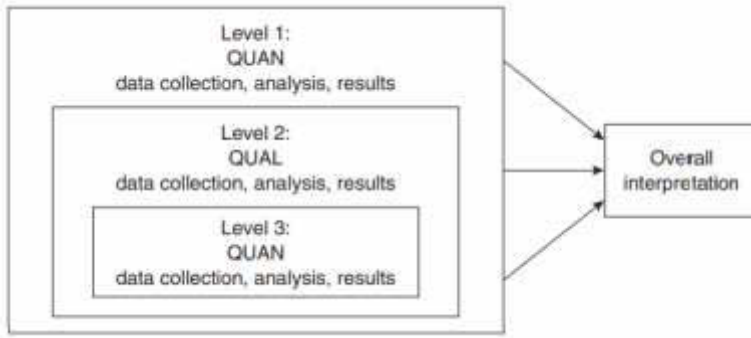 Level 1:
QUAN
data collection, analysis, results
Level 2:
QUAL
data collection, analysis, results
Level 3:
QUAN
data collection, analysis, results
Overall
interpretation